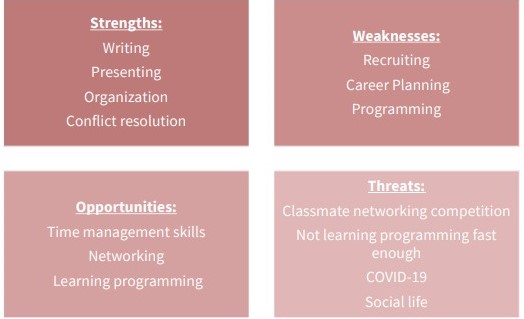 Strengths:
Writing
Presenting
Organization
Conflict resolution
Weaknesses:
Recruiting
Career Planning
Programming
Opportunities:
Time management skills
Networking
Learning programming
Threats:
Classmate networking competition
Not learning programming fast
enough
COVID-19
Social life